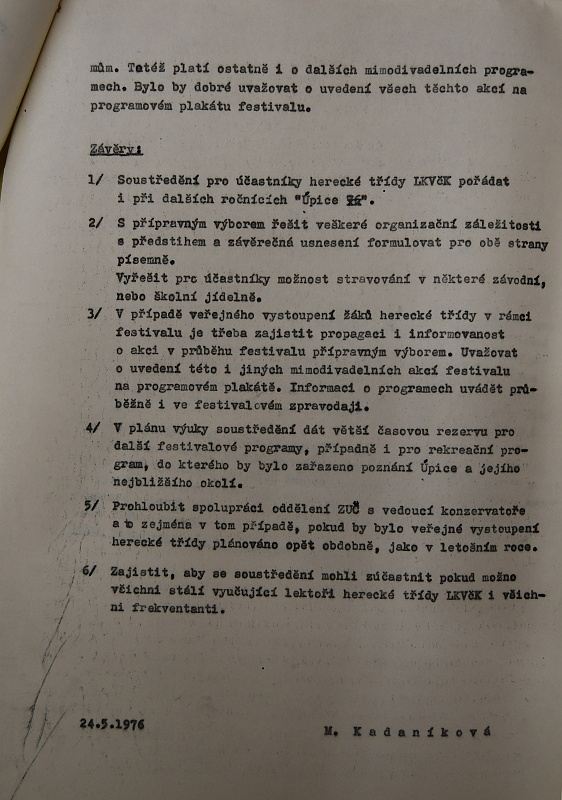 mům. Totéž platí ostatně i o dalších mimodivadelních progra-
mech. Bylo by dobré uvažovat o uvedení všech těchto akcí na
programovém plakátu festivalu.
Závěry:
1/ Soustředění pro účastníky herecké třídy LKVčK pořádat
i při dalších ročnících "Úpice".
2/ S přípravným výborem řešit veškeré organizační záležitosti
s předstihem a závěrečná usnesení formulovat pro obě strany
písemně.
Vyřešit pro účastníky možnost stravování v některé závodní,
nebo školní jídelně.
3/ V případě veřejného vystoupení žáků herecké třídy v rámci
festivalu je třeba zajistit propagaci i informovanost
o akci v průběhu festivalu přípravným výborem. Uvažovat
o uvedení této i jiných mimodivadelních akcí festivalu
na programovém plakátě. Informaci o programech uvádět prů-
běžně i ve festivalovém zpravodaji.
4/ V plánu výuky soustředění dát větší časovou rezervu pro
další festivalové programy, případně i pro rekreační pro-
gram, do kterého by bylo zařazeno poznání Úpice a jejího
nejbližšího okolí.
5/ Prohloubit spolupráci oddělení ZUČ s vedoucí konzervatoře
a to zejména v tom případě, pokud by bylo veřejné vystoupení
herecké třídy plánováno opět obdobně, jako v letošním roce.
6/ Zajistit, aby se soustředění mohli zúčastnit pokud možno
všichni stálí vyučující lektoři herecké třídy LKVčK i všich-
ni frekventanti.
24.5.1976
M. Kadaníková